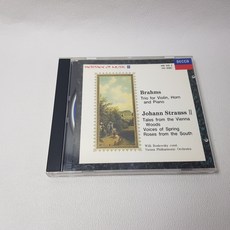 DECCA
Brahms
Trio for Violin, Horn
and Piano
Johann Strauss II
Tales from the Vienna
Woods
Voices of Spring
Roses from the South
Willi Boskovsky
Vienna Philharmonic Orchestra